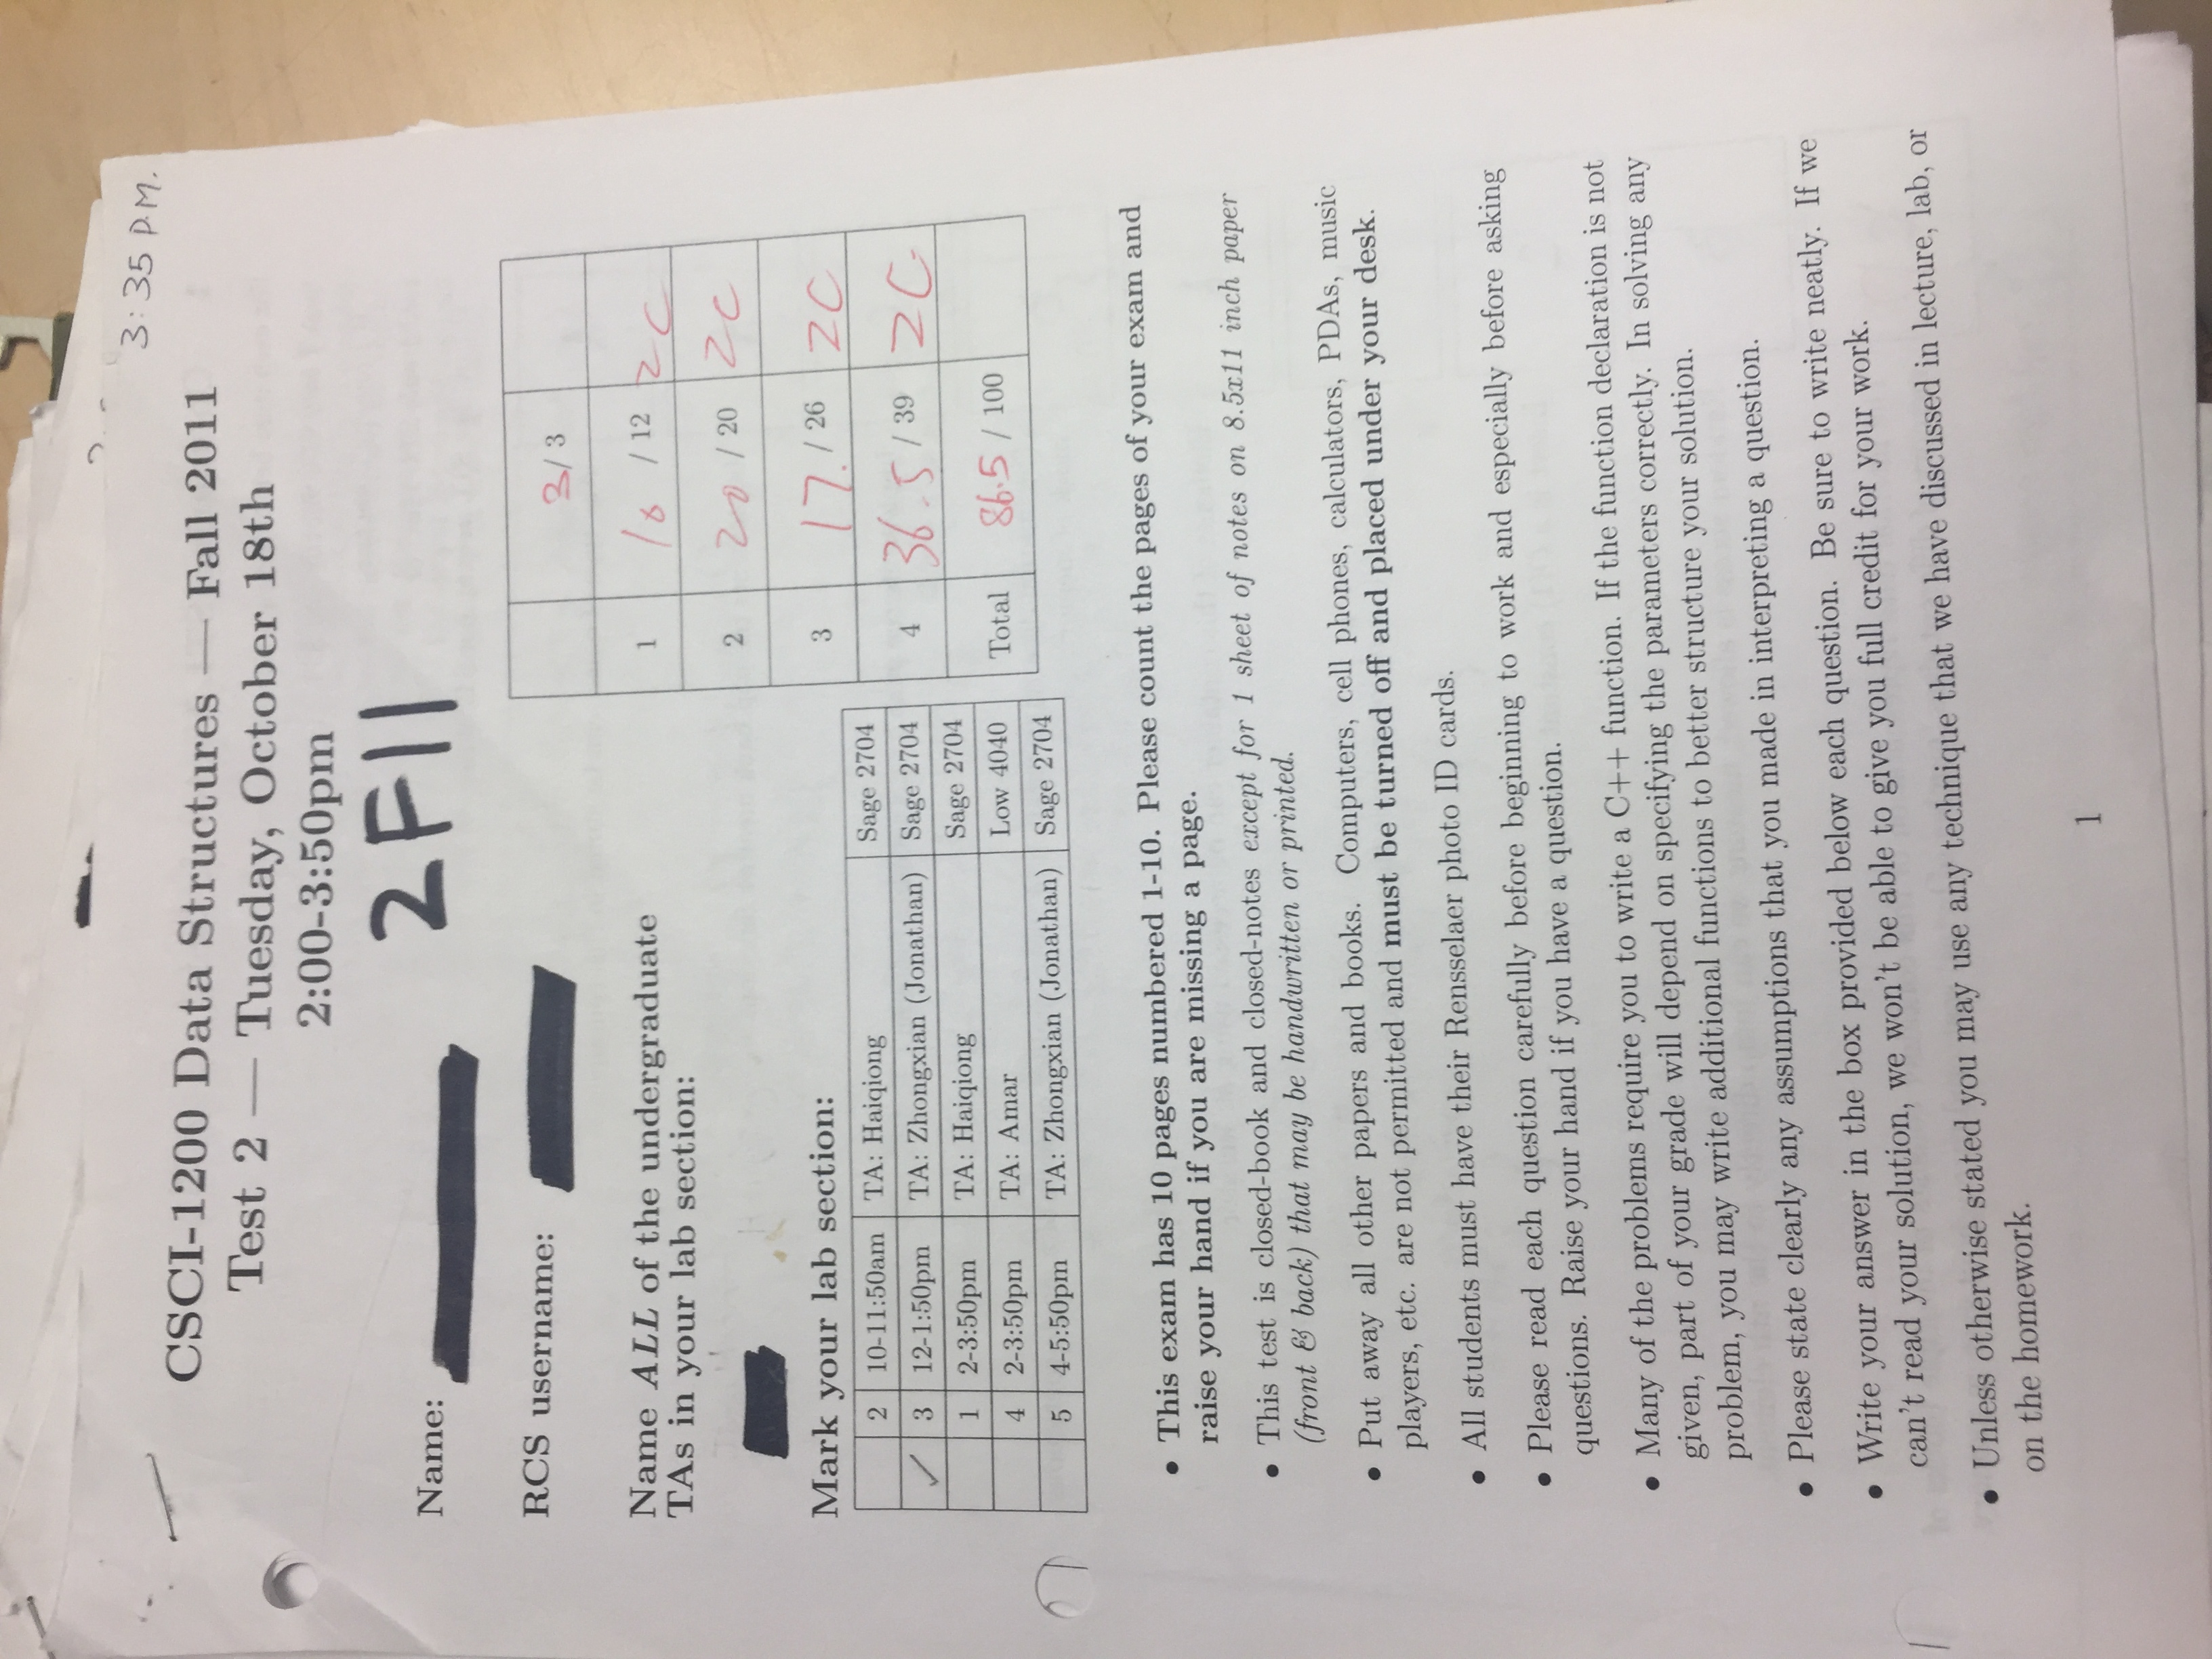 3:35 P.M.
CSCI-1200 Data Structures — Fall 2011
Test 2 — Tuesday, October 18th
2:00-3:50pm
2F11
Name:
RCS username:
Name ALL of the undergraduate
TAs in your lab section:
3/ 3
1 10 / 12 ZC
2 20 / 20 ZC
3 17. / 26 ZC
4 36.5 / 39 ZC
Total 86.5 / 100
Mark your lab section:
2 10-11:50am TA: Haiqiong Sage 2704
✓ 3 12-1:50pm TA: Zhongxian (Jonathan) Sage 2704
1 2-3:50pm TA: Haiqiong Sage 2704
4 2-3:50pm TA: Amar Low 4040
5 4-5:50pm TA: Zhongxian (Jonathan) Sage 2704
• This exam has 10 pages numbered 1-10. Please count the pages of your exam and
raise your hand if you are missing a page.
• This test is closed-book and closed-notes except for 1 sheet of notes on 8.5x11 inch paper
(front & back) that may be handwritten or printed.
• Put away all other papers and books. Computers, cell phones, calculators, PDAs, music
players, etc. are not permitted and must be turned off and placed under your desk.
• All students must have their Rensselaer photo ID cards.
• Please read each question carefully before beginning to work and especially before asking
questions. Raise your hand if you have a question.
• Many of the problems require you to write a C++ function. If the function declaration is not
given, part of your grade will depend on specifying the parameters correctly. In solving any
problem, you may write additional functions to better structure your solution.
• Please state clearly any assumptions that you made in interpreting a question.
• Write your answer in the box provided below each question. Be sure to write neatly. If we
can't read your solution, we won't be able to give you full credit for your work.
• Unless otherwise stated you may use any technique that we have discussed in lecture, lab, or
on the homework.
1